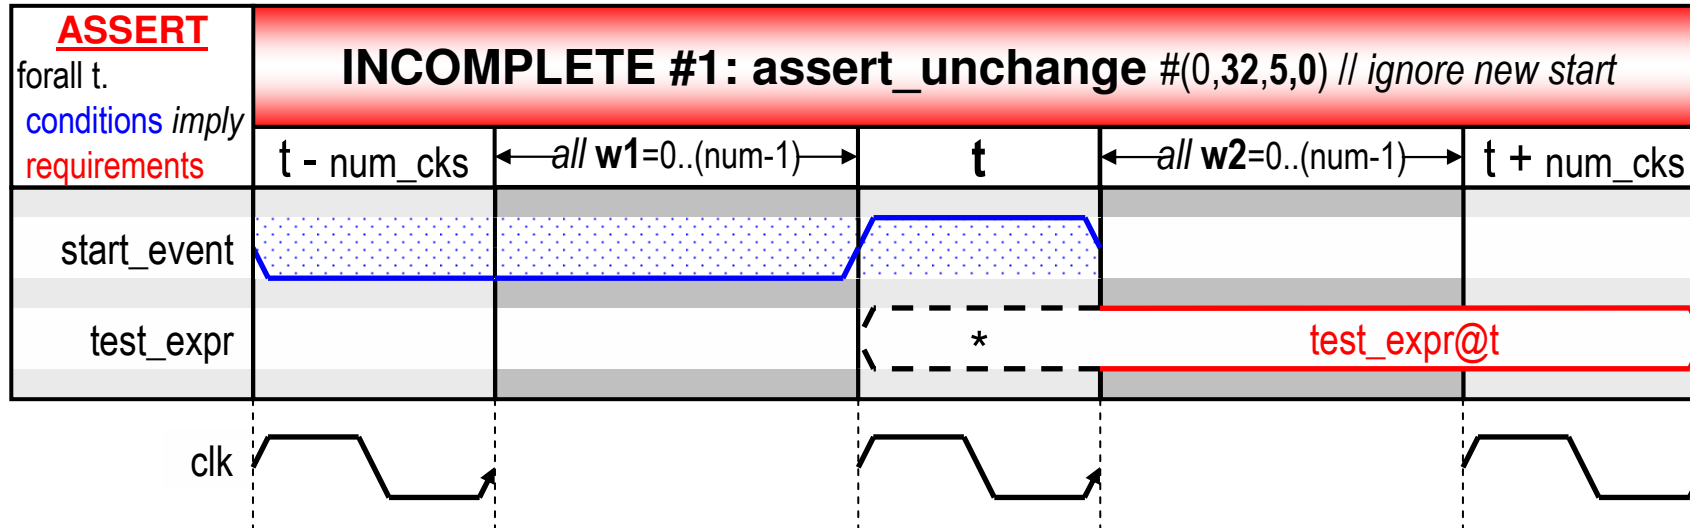 ASSERT
forall t.
conditions imply
requirements
INCOMPLETE #1: assert_unchange #(0,32,5,0) // ignore new start
t - num_cks
all w1=0..(num-1)
t
all w2=0..(num-1)
t + num_cks
start_event
test_expr
*
test_expr@t
clk